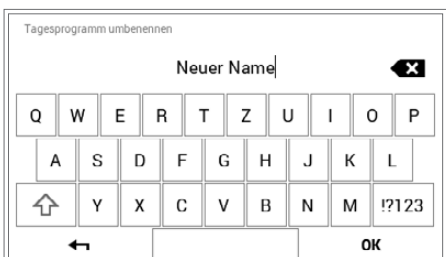 Tagesprogramm umbenennen
Neuer Name
Q W E R T Z U I O P
A S D F G H J K L
Y X C V B N M !?123
OK